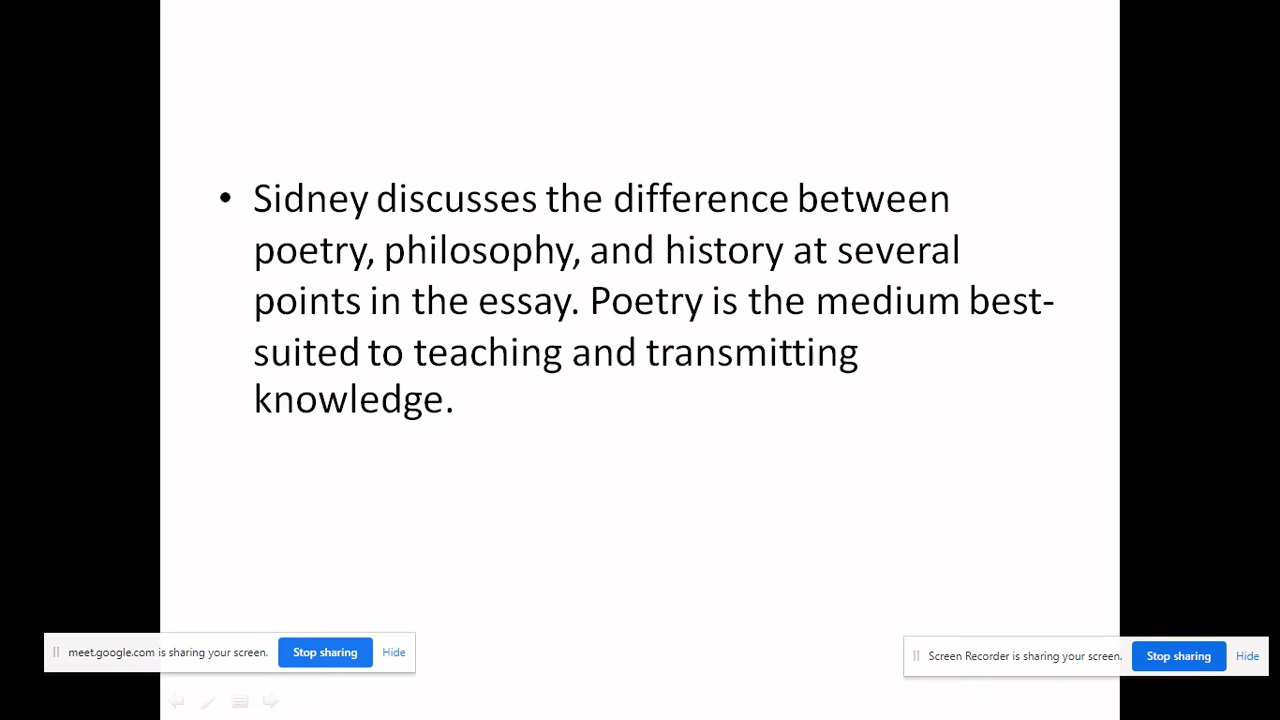 • Sidney discusses the difference between
poetry, philosophy, and history at several
points in the essay. Poetry is the medium best-
suited to teaching and transmitting
knowledge.
meet.google.com is sharing your screen. Stop sharing Hide
Screen Recorder is sharing your screen. Stop sharing Hide